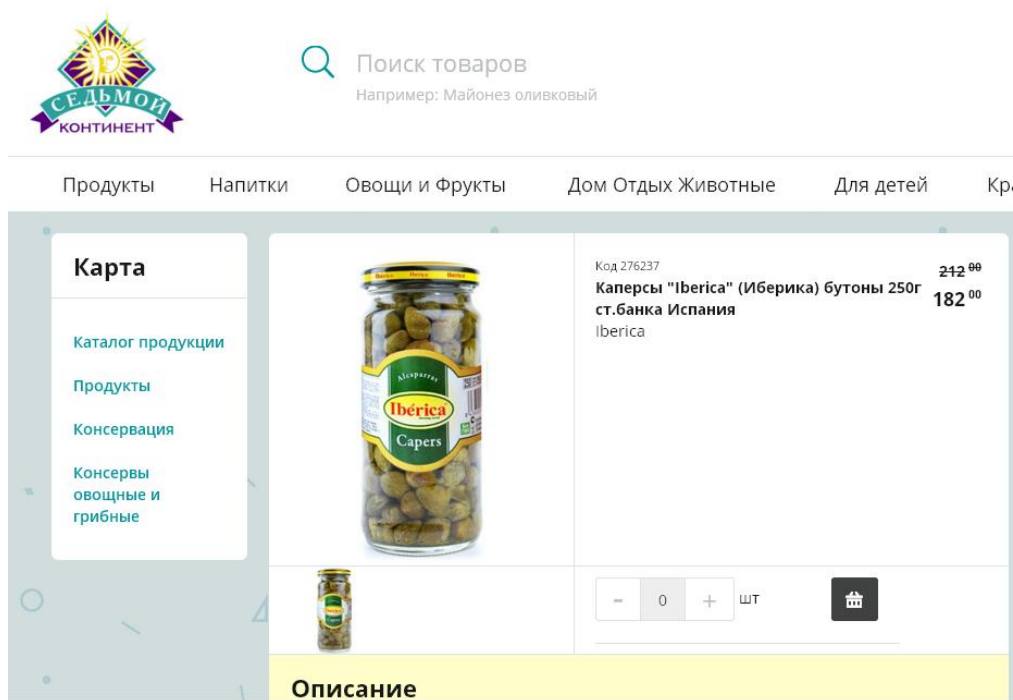 СЕДЬМОЙ
КОНТИНЕНТ
Поиск товаров
Например: Майонез оливковый
Продукты Напитки Овощи и Фрукты Дом Отдых Животные Для детей Кра
Карта
Каталог продукции
Продукты
Консервация
Консервы
овощные и
грибные
Alcaparras
Ibérica
Capers
Код 276237
Каперсы "Iberica" (Иберика) бутоны 250г
ст.банка Испания
Iberica
212 00
182 00
- 0 + шт
Описание